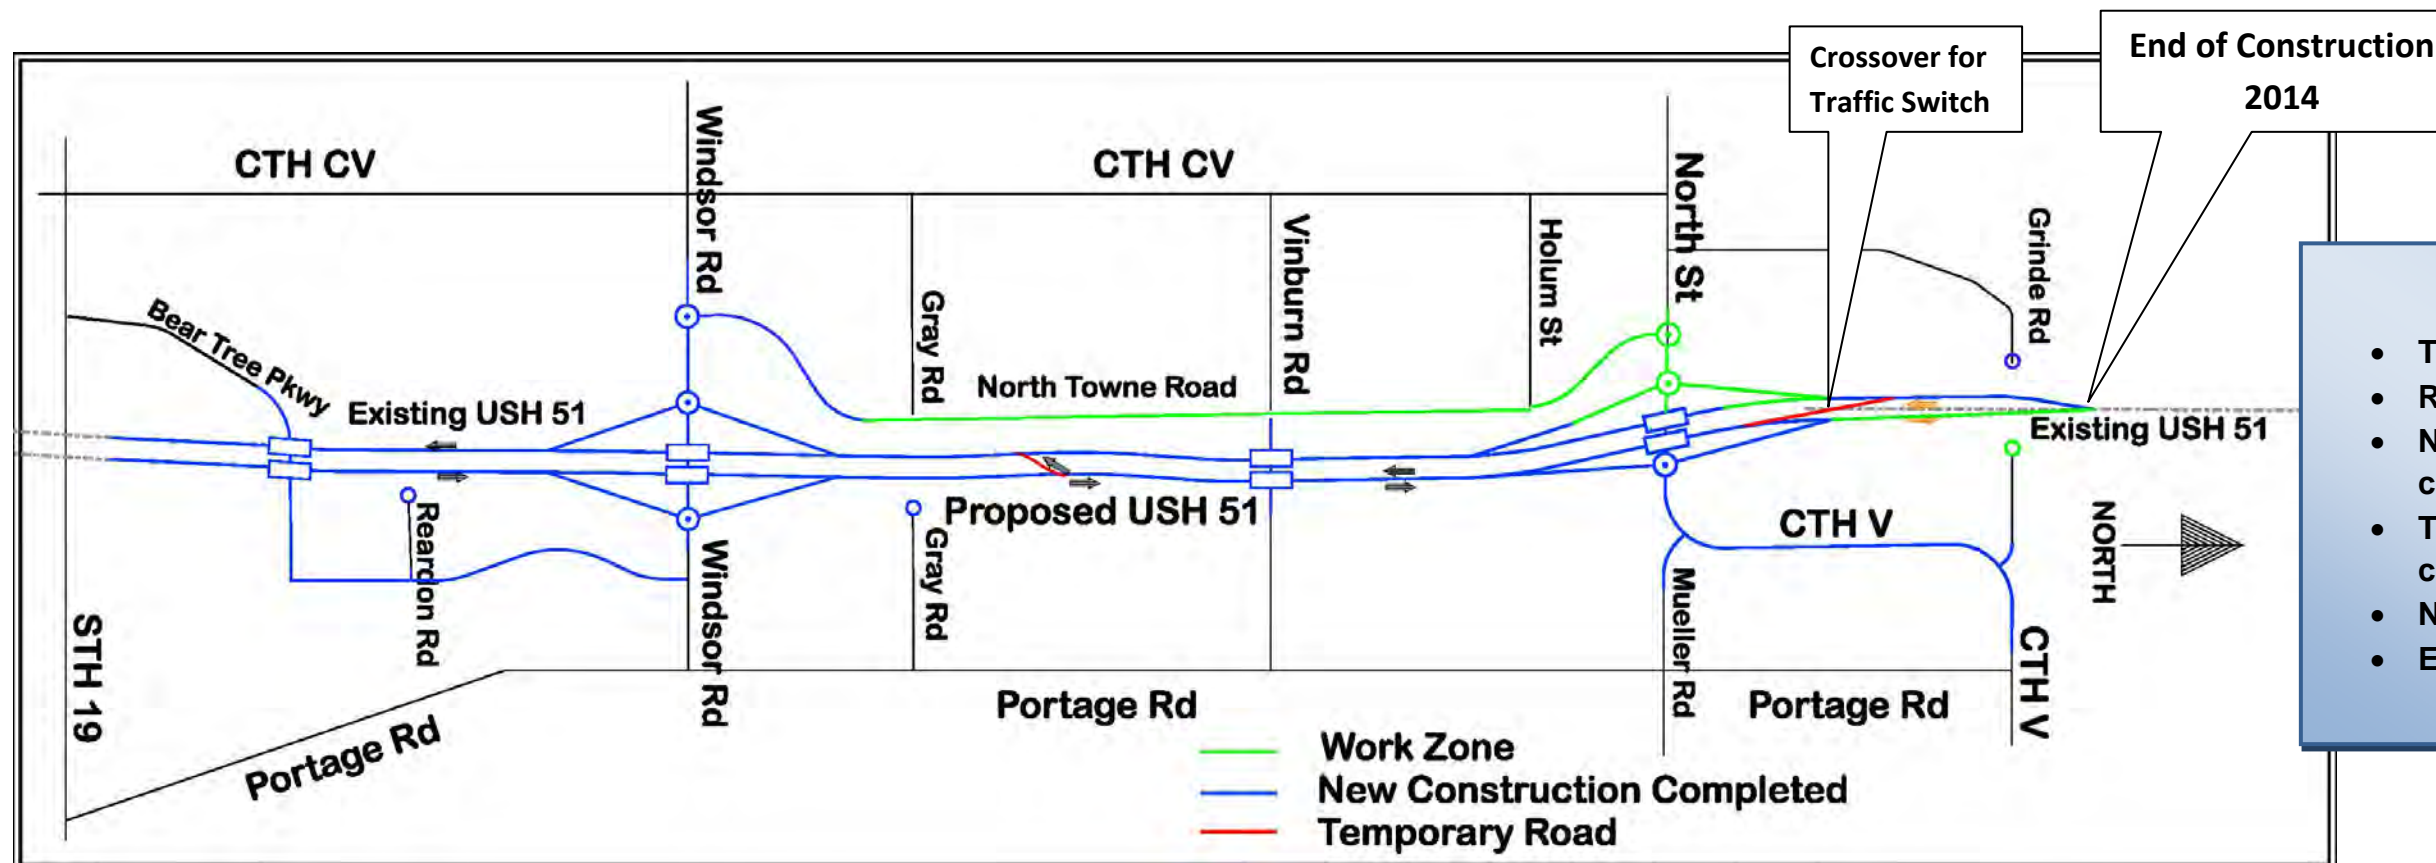 Crossover for
Traffic Switch
End of Construction
2014
CTH CV
Windsor Rd
CTH CV
North St
Grinde Rd
Bear Tree Pkwy
Existing USH 51
Gray Rd
North Towne Road
Vinburn Rd
Holum St
Existing USH 51
Reardon Rd
Proposed USH 51
Gray Rd
CTH V
NORTH
STH 19
Windsor Rd
Mueller Rd
CTH V
Portage Rd
Portage Rd
Portage Rd
Work Zone
New Construction Completed
Temporary Road
• T
• R
• N
c
• T
c
• N
• E